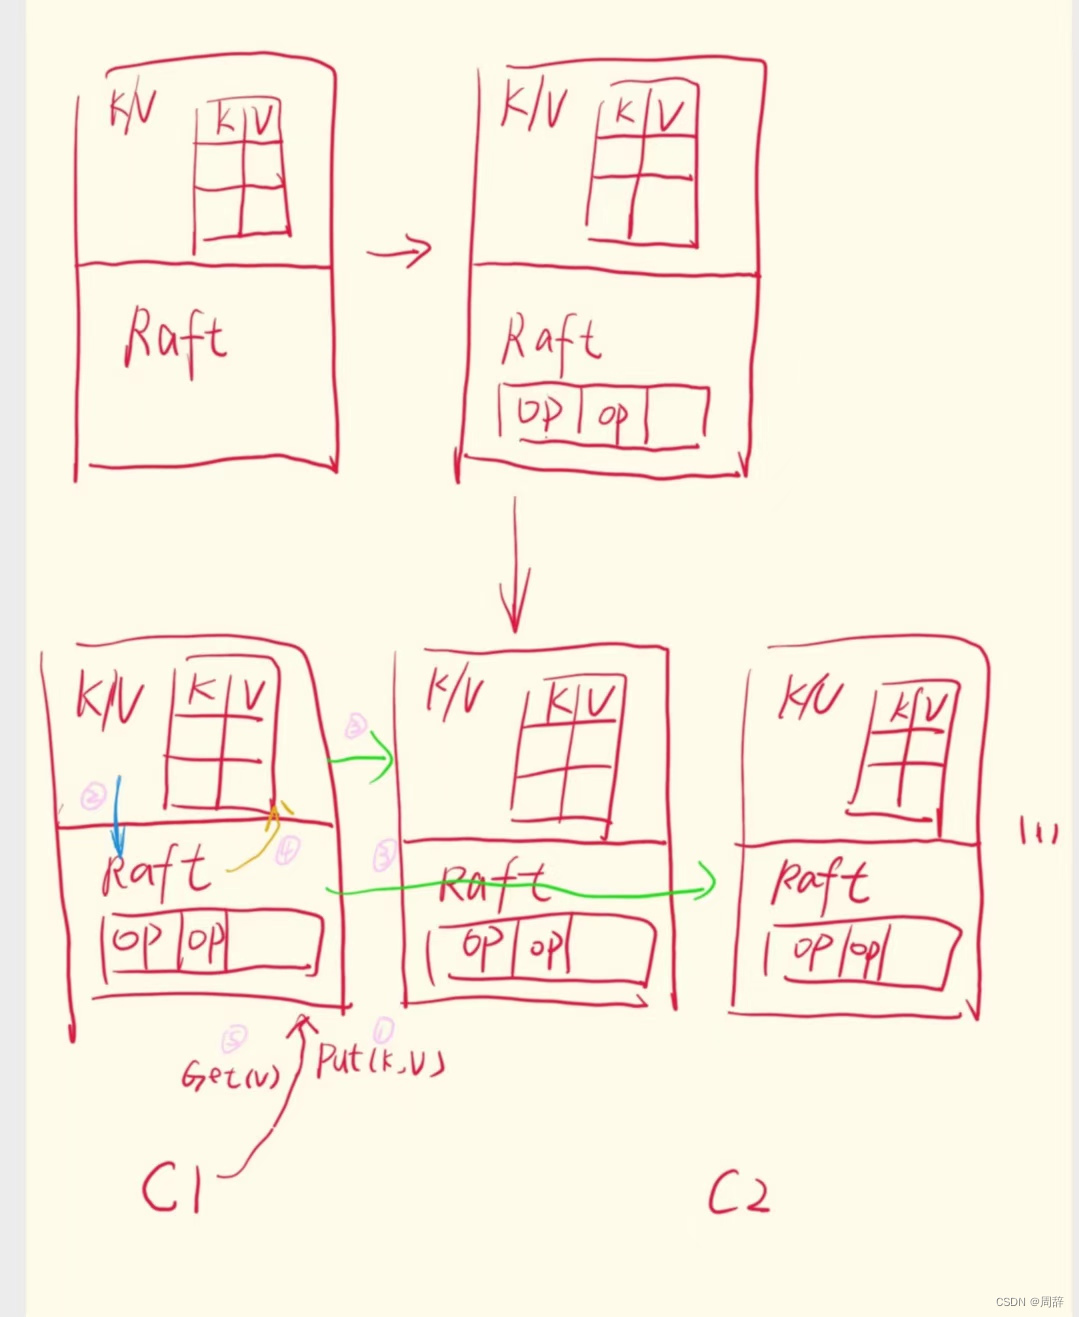 K/V K V
K/V K V
Raft
Raft
OP OP
K/V K V
K/V K V
K/V K V
③
②
④
③
Raft
Raft
Raft
OP OP
OP OP
OP OP
⑤
①
Get(V)
Put(K,V)
C1
C2
CSDN @周辞